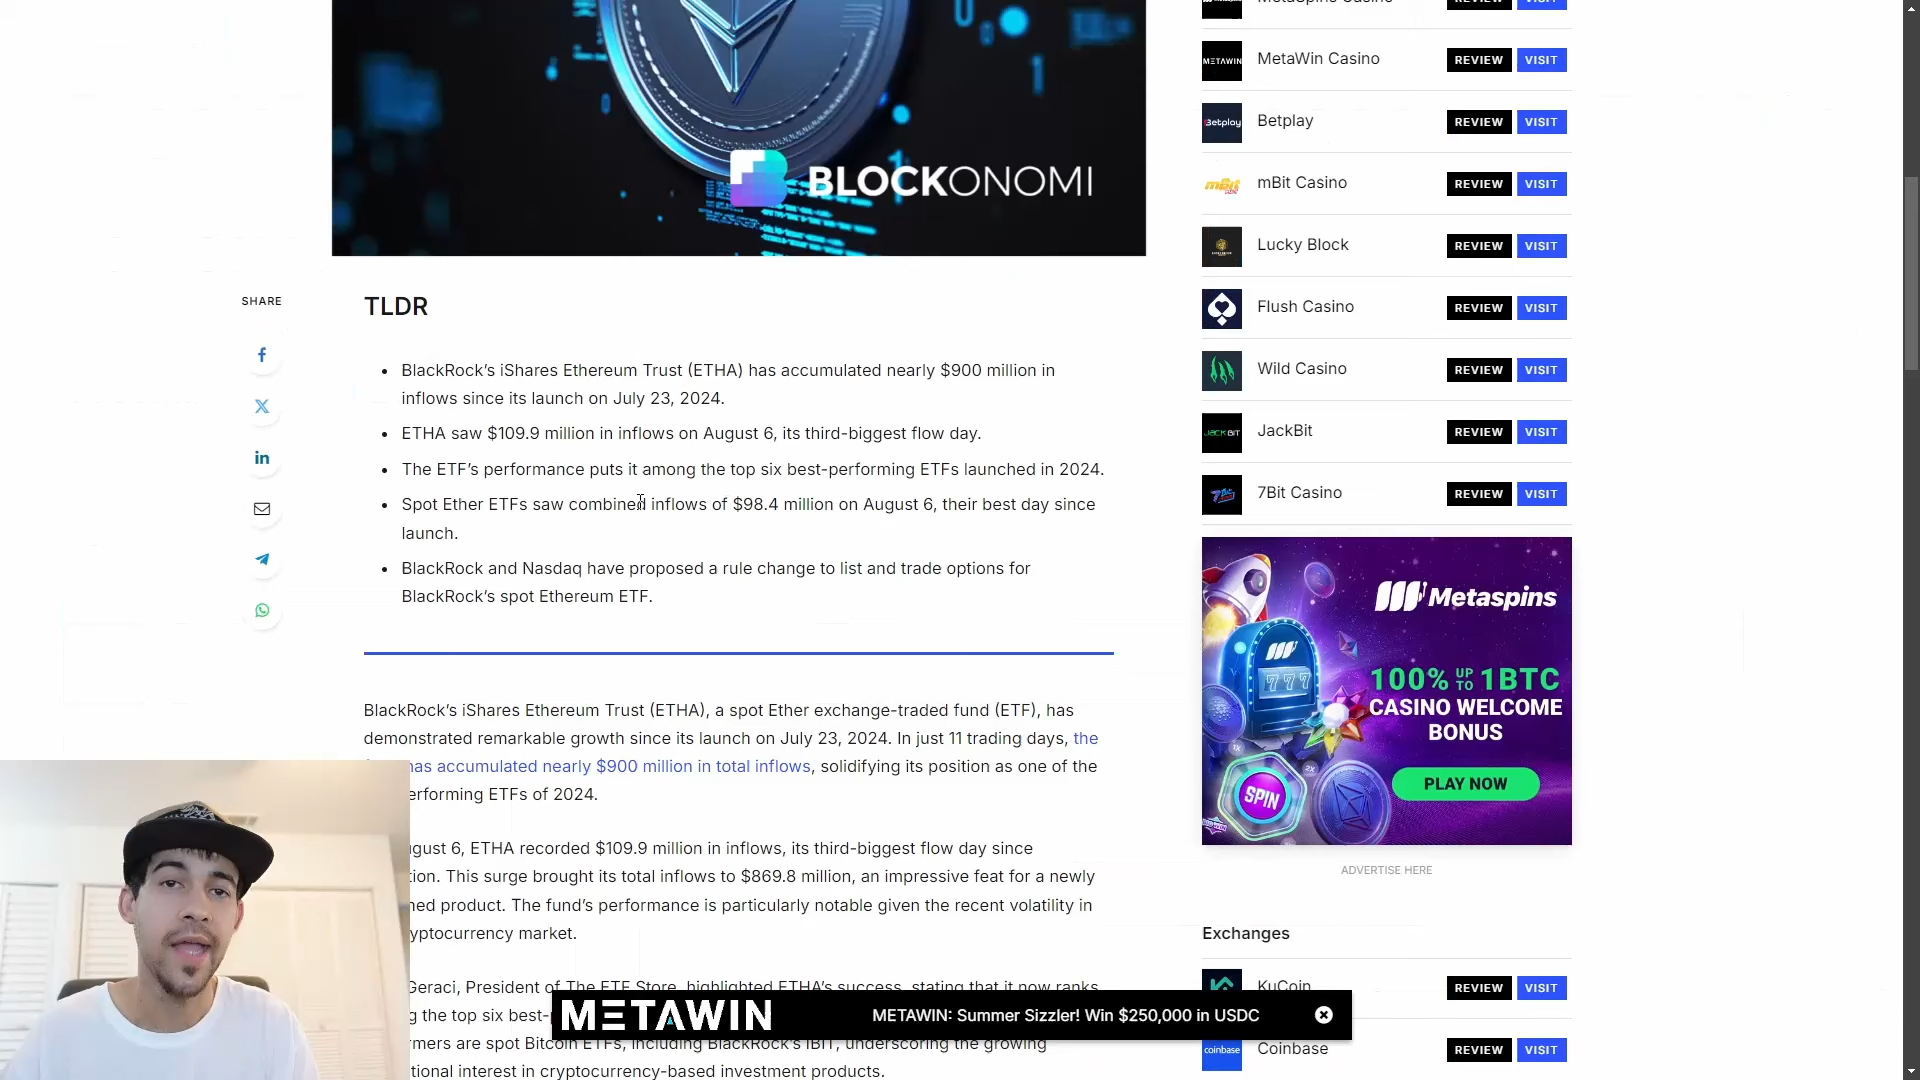 MetaSpins Casino
REVIEW VISIT
METAWIN MetaWin Casino REVIEW VISIT
Betplay Betplay REVIEW VISIT
mBit mBit Casino REVIEW VISIT
Lucky Block REVIEW VISIT
Flush Casino REVIEW VISIT
Wild Casino REVIEW VISIT
JACKBIT JackBit REVIEW VISIT
7Bit 7Bit Casino REVIEW VISIT
BLOCKONOMI
SHARE
TLDR
• BlackRock’s iShares Ethereum Trust (ETHA) has accumulated nearly $900 million in
inflows since its launch on July 23, 2024.
• ETHA saw $109.9 million in inflows on August 6, its third-biggest flow day.
• The ETF’s performance puts it among the top six best-performing ETFs launched in 2024.
• Spot Ether ETFs saw combined inflows of $98.4 million on August 6, their best day since
launch.
• BlackRock and Nasdaq have proposed a rule change to list and trade options for
BlackRock’s spot Ethereum ETF.
BlackRock’s iShares Ethereum Trust (ETHA), a spot Ether exchange-traded fund (ETF), has
demonstrated remarkable growth since its launch on July 23, 2024. In just 11 trading days, the
has accumulated nearly $900 million in total inflows, solidifying its position as one of the
erforming ETFs of 2024.
gust 6, ETHA recorded $109.9 million in inflows, its third-biggest flow day since
tion. This surge brought its total inflows to $869.8 million, an impressive feat for a newly
hed product. The fund’s performance is particularly notable given the recent volatility in
yptocurrency market.
Geraci, President of The ETF Store, highlighted ETHA’s success, stating that it now ranks
g the top six best-p
rmers are spot Bitcoin ETFs, including BlackRock’s IBIT, underscoring the growing
tional interest in cryptocurrency-based investment products.
Metaspins
777
100% UP TO 1BTC
CASINO WELCOME
BONUS
SPIN
PLAY NOW
ADVERTISE HERE
Exchanges
KuCoin REVIEW VISIT
coinbase Coinbase REVIEW VISIT
METAWIN
METAWIN: Summer Sizzler! Win $250,000 in USDC